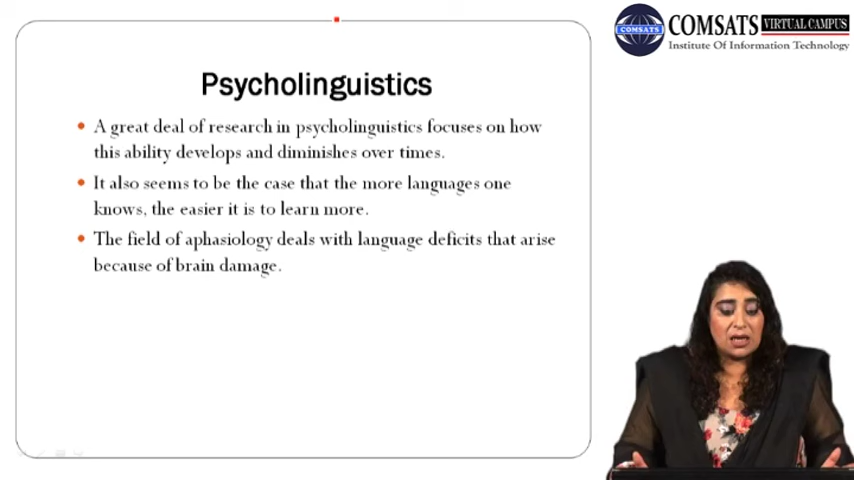 COMSATS VIRTUAL CAMPUS
Institute Of Information Technology
COMSATS
Psycholinguistics
A great deal of research in psycholinguistics focuses on how
this ability develops and diminishes over times.
It also seems to be the case that the more languages one
knows, the easier it is to learn more.
The field of aphasiology deals with language deficits that arise
because of brain damage.